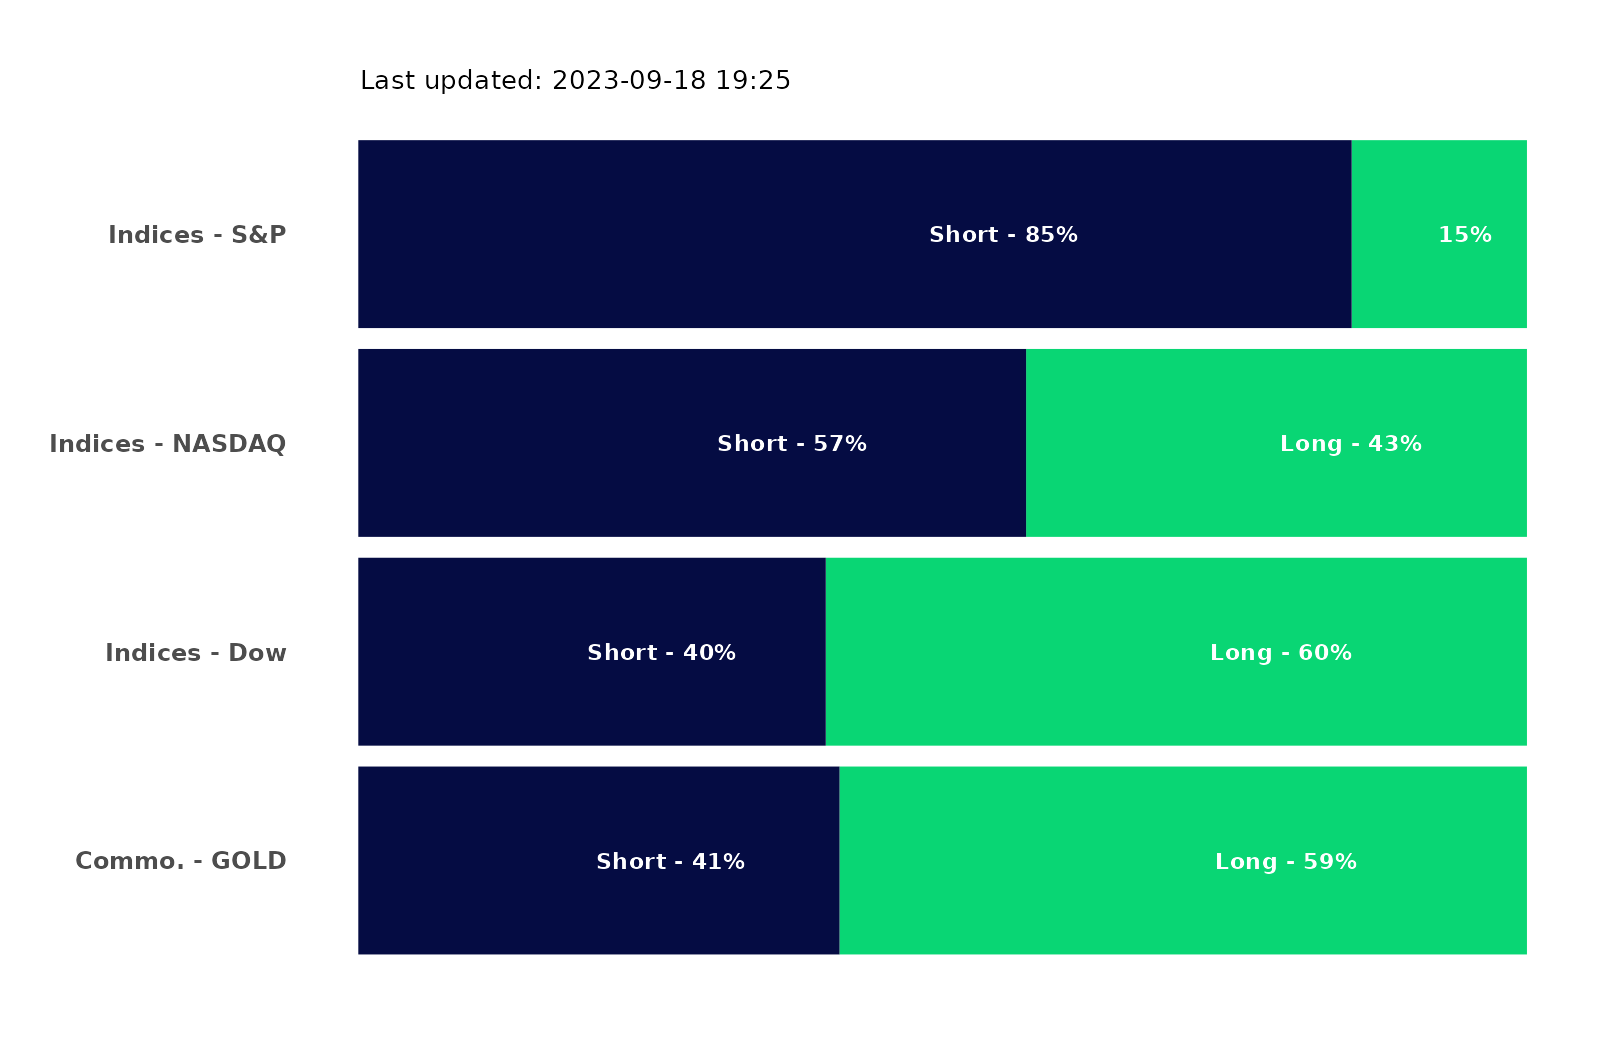 Last updated: 2023-09-18 19:25
Indices - S&P
Short - 85%
15%
Indices - NASDAQ
Short - 57%
Long - 43%
Indices - Dow
Short - 40%
Long - 60%
Commo. - GOLD
Short - 41%
Long - 59%